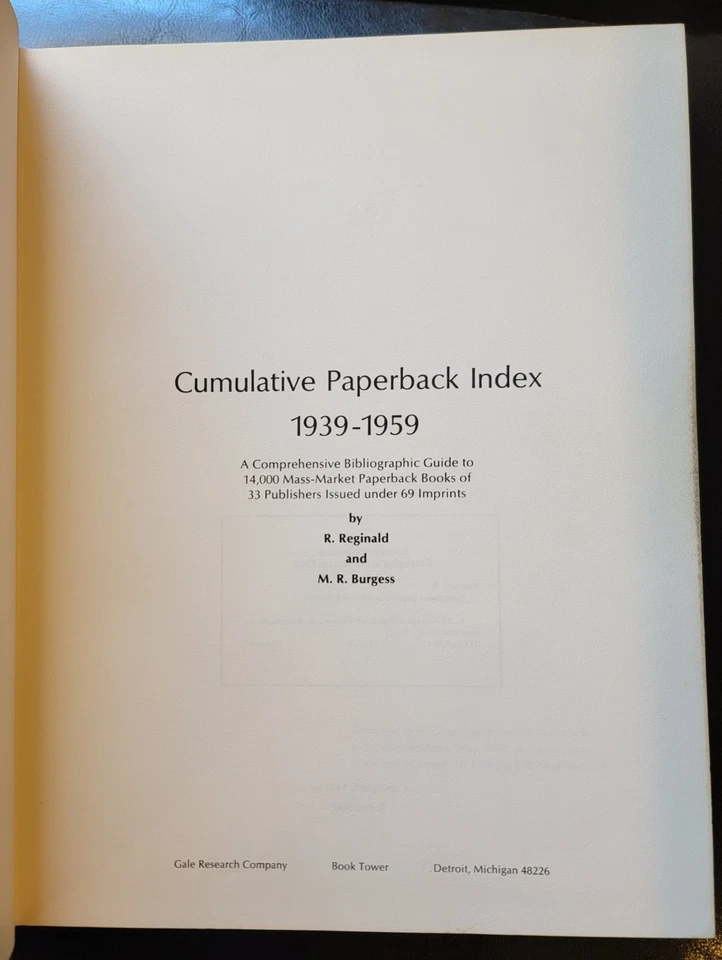 Cumulative Paperback Index
1939-1959
A Comprehensive Bibliographic Guide to
14,000 Mass-Market Paperback Books of
33 Publishers Issued under 69 Imprints
by
R. Reginald
and
M. R. Burgess
Gale Research Company Book Tower Detroit, Michigan 48226